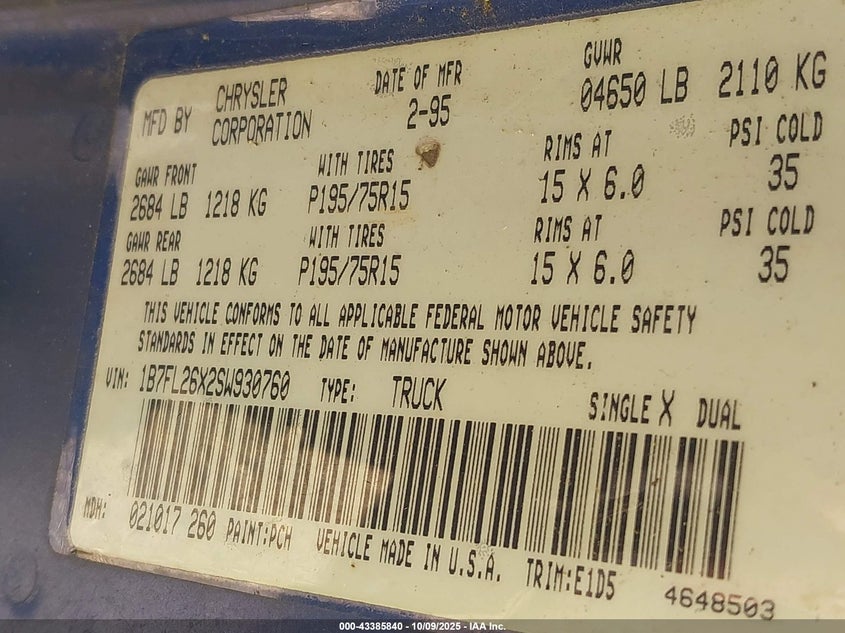 MFD BY CHRYSLER CORPORATION DATE OF MFR 2-95 GVWR 04650 LB 2110 KG
GAWR FRONT WITH TIRES RIMS AT PSI COLD
2684 LB 1218 KG P195/75R15 15 X 6.0 35
GAWR REAR WITH TIRES RIMS AT PSI COLD
2684 LB 1218 KG P195/75R15 15 X 6.0 35
THIS VEHICLE CONFORMS TO ALL APPLICABLE FEDERAL MOTOR VEHICLE SAFETY
STANDARDS IN EFFECT ON THE DATE OF MANUFACTURE SHOWN ABOVE.
VIN: 1B7FL26X2SW930760 TYPE: TRUCK SINGLE X DUAL
MDH: 021017 260 PAINT:PCH VEHICLE MADE IN U.S.A. TRIM:E1D5 4648503
000-43385840 - 10/09/2025 - IAA Inc.